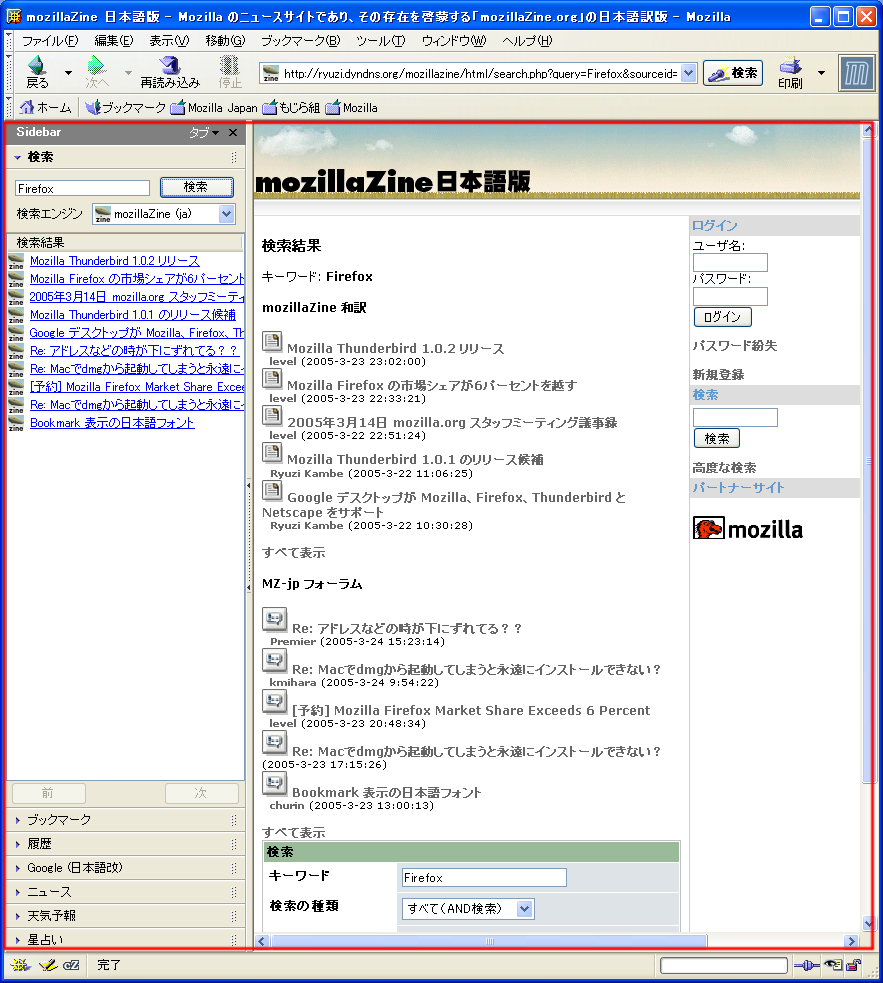 mozillaZine 日本語版 - Mozilla のニュースサイトであり、その存在を啓蒙する「mozillaZine.org」の日本語訳版 - Mozilla
ファイル(F) 編集(E) 表示(V) 移動(G) ブックマーク(B) ツール(T) ウィンドウ(W) ヘルプ(H)
戻る 次へ 再読み込み 停止 http://ryuzi.dyndns.org/mozillazine/html/search.php?query=Firefox&sourceid= 検索 印刷
ホーム ブックマーク Mozilla Japan もじら組 Mozilla
Sidebar タブ
検索
Firefox 検索
検索エンジン mozillaZine (ja)
検索結果
Mozilla Thunderbird 1.0.2 リリース
Mozilla Firefox の市場シェアが6パーセント
2005年3月14日 mozilla.org スタッフミーティ
Mozilla Thunderbird 1.0.1 のリリース候補
Google デスクトップが Mozilla、Firefox、Th
Re: アドレスなどの時が下にずれてる？？
Re: Macでdmgから起動してしまうと永遠にイ
[予約] Mozilla Firefox Market Share Excee
Re: Macでdmgから起動してしまうと永遠にイ
Bookmark 表示の日本語フォント
前 次
ブックマーク
履歴
Google (日本語改)
ニュース
天気予報
星占い
mozillaZine 日本語版
検索結果
キーワード: Firefox
mozillaZine 和訳
Mozilla Thunderbird 1.0.2 リリース
level (2005-3-23 23:02:00)
Mozilla Firefox の市場シェアが6パーセントを越す
level (2005-3-23 22:33:21)
2005年3月14日 mozilla.org スタッフミーティング議事録
level (2005-3-22 22:51:24)
Mozilla Thunderbird 1.0.1 のリリース候補
Ryuzi Kambe (2005-3-22 11:06:25)
Google デスクトップが Mozilla、Firefox、Thunderbird と
Netscape をサポート
Ryuzi Kambe (2005-3-22 10:30:28)
すべて表示
MZ-jp フォーラム
Re: アドレスなどの時が下にずれてる？？
Premier (2005-3-24 15:23:14)
Re: Macでdmgから起動してしまうと永遠にインストールできない？
kmihara (2005-3-24 9:54:22)
[予約] Mozilla Firefox Market Share Exceeds 6 Percent
level (2005-3-23 20:48:34)
Re: Macでdmgから起動してしまうと永遠にインストールできない？
(2005-3-23 17:15:26)
Bookmark 表示の日本語フォント
churin (2005-3-23 13:00:13)
すべて表示
検索
キーワード Firefox
検索の種類 すべて(AND検索)
ログイン
ユーザ名:
パスワード:
ログイン
パスワード紛失
新規登録
検索
検索
高度な検索
パートナーサイト
mozilla
完了